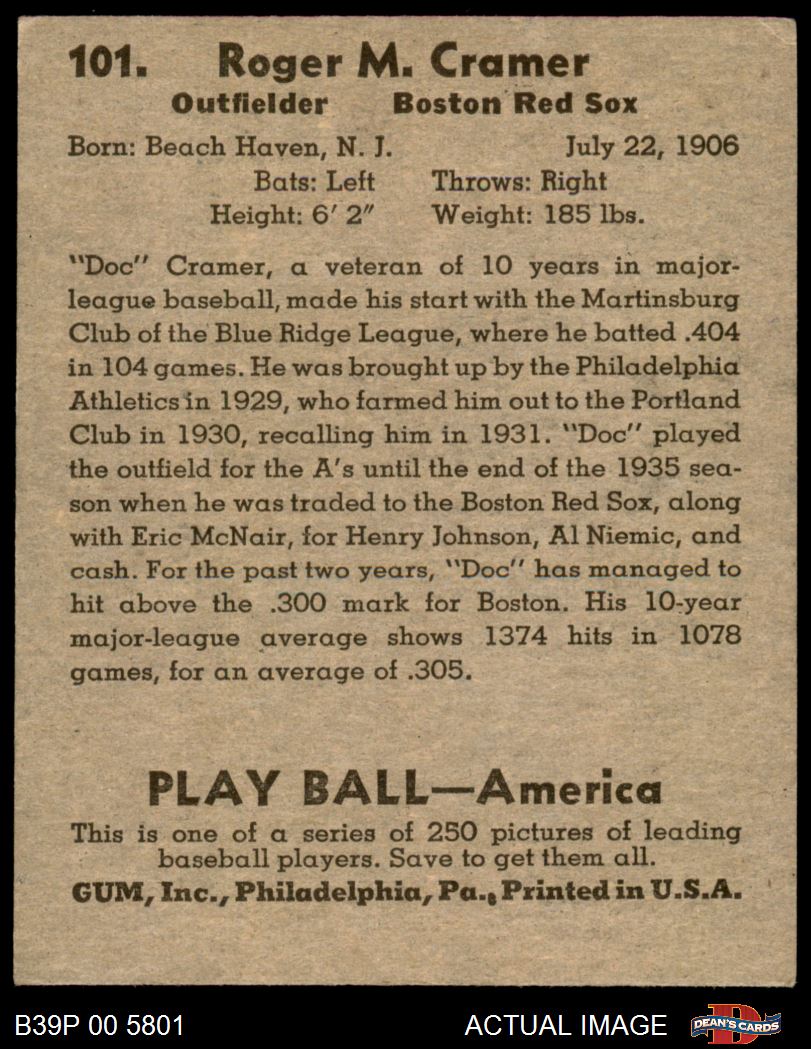 101. Roger M. Cramer
Outfielder Boston Red Sox
Born: Beach Haven, N. J. July 22, 1906
Bats: Left Throws: Right
Height: 6′ 2″ Weight: 185 lbs.
"Doc" Cramer, a veteran of 10 years in major-
league baseball, made his start with the Martinsburg
Club of the Blue Ridge League, where he batted .404
in 104 games. He was brought up by the Philadelphia
Athletics in 1929, who farmed him out to the Portland
Club in 1930, recalling him in 1931. "Doc" played
the outfield for the A's until the end of the 1935 sea-
son when he was traded to the Boston Red Sox, along
with Eric McNair, for Henry Johnson, Al Niemic, and
cash. For the past two years, "Doc" has managed to
hit above the .300 mark for Boston. His 10-year
major-league average shows 1374 hits in 1078
games, for an average of .305.
PLAY BALL—America
This is one of a series of 250 pictures of leading
baseball players. Save to get them all.
GUM, Inc., Philadelphia, Pa., Printed in U.S.A.
B39P 00 5801 ACTUAL IMAGE DEAN'S CARDS